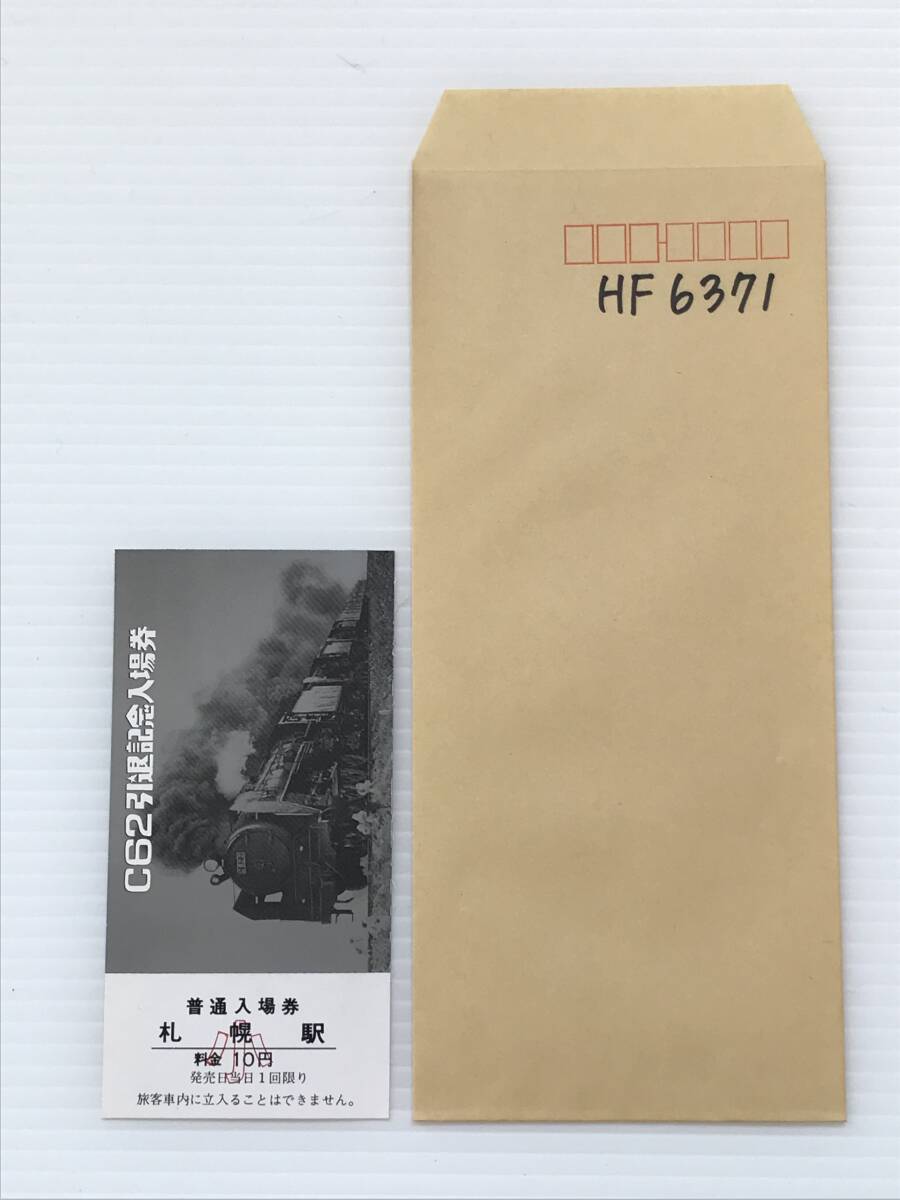 HF 6371
C62引退記念入場券
普通入場券
札幌駅
小
料金 10円
発売日当日1回限り
旅客車内に立入ることはできません。